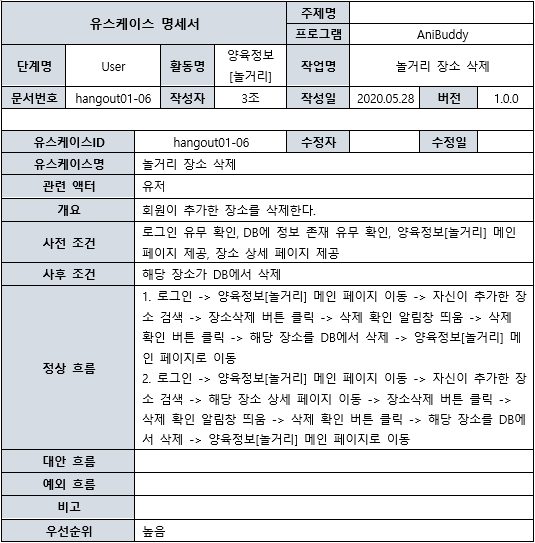 유스케이스 명세서
주제명
프로그램
AniBuddy
단계명
User
활동명
양육정보
[놀거리]
작업명
놀거리 장소 삭제
문서번호
hangout01-06
작성자
3조
작성일
2020.05.28
버전
1.0.0
유스케이스ID
hangout01-06
수정자
수정일
유스케이스명
놀거리 장소 삭제
관련 액터
유저
개요
회원이 추가한 장소를 삭제한다.
사전 조건
로그인 유무 확인, DB에 정보 존재 유무 확인, 양육정보[놀거리] 메인
페이지 제공, 장소 상세 페이지 제공
사후 조건
해당 장소가 DB에서 삭제
정상 흐름
1. 로그인 -> 양육정보[놀거리] 메인 페이지 이동 -> 자신이 추가한 장
소 검색 -> 장소삭제 버튼 클릭 -> 삭제 확인 알림창 띄움 -> 삭제
확인 버튼 클릭 -> 해당 장소를 DB에서 삭제 -> 양육정보[놀거리] 메
인 페이지로 이동
2. 로그인 -> 양육정보[놀거리] 메인 페이지 이동 -> 자신이 추가한 장
소 검색 -> 해당 장소 상세 페이지 이동 -> 장소삭제 버튼 클릭 ->
삭제 확인 알림창 띄움 -> 삭제 확인 버튼 클릭 -> 해당 장소를 DB에
서 삭제 -> 양육정보[놀거리] 메인 페이지로 이동
대안 흐름
예외 흐름
비고
우선순위
높음